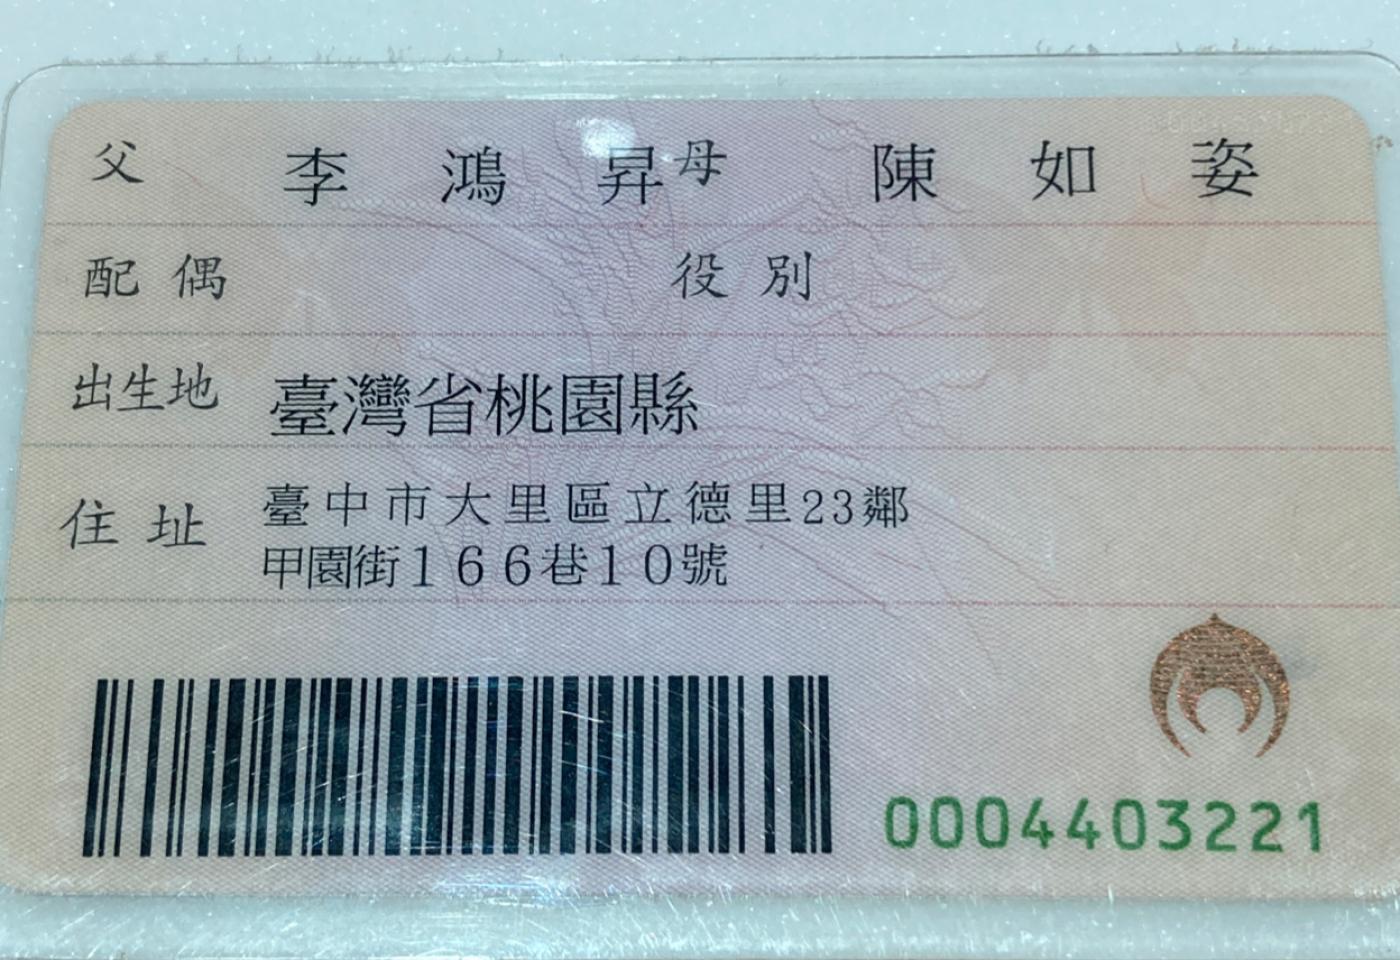 父 李鴻昇 母 陳如姿
配偶 役別
出生地 臺灣省桃園縣
住址 臺中市大里區立德里23鄰
甲園街166巷10號
0004403221